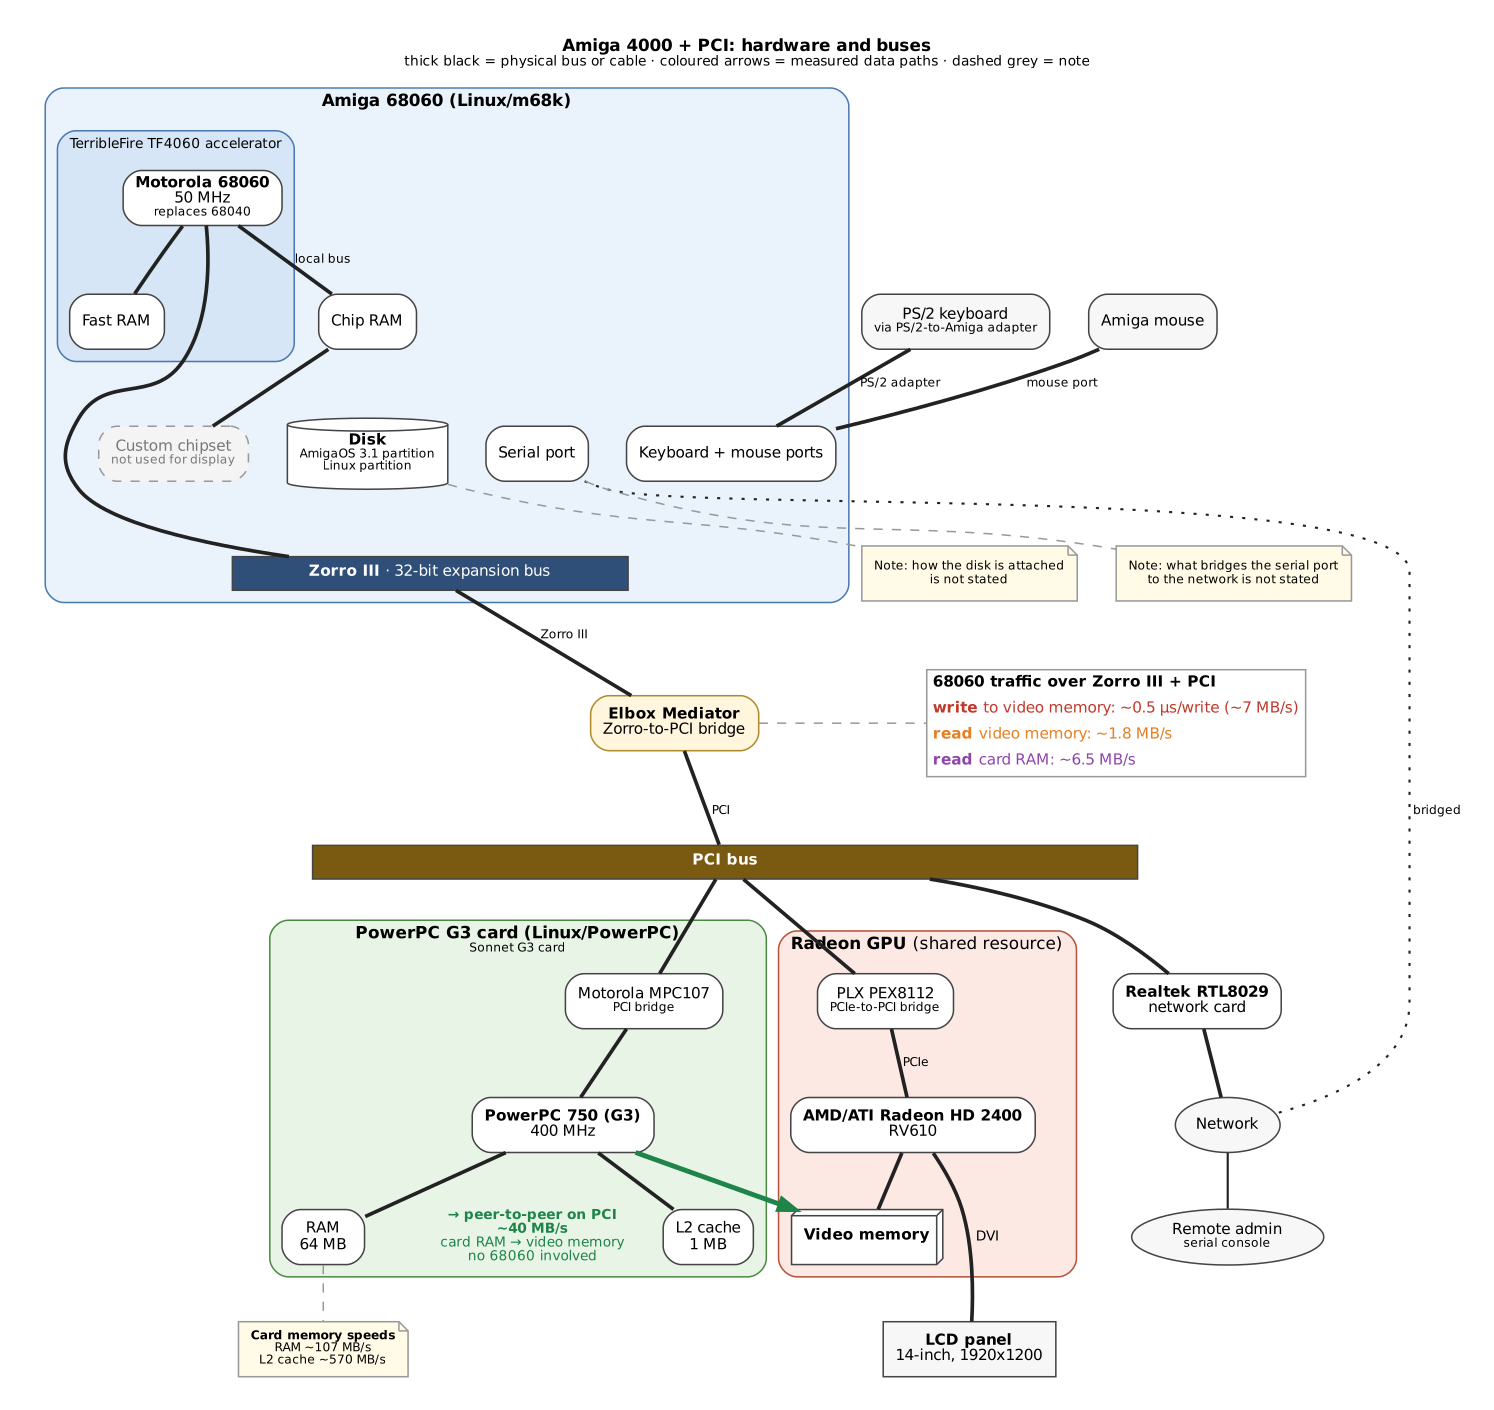 Amiga 4000 + PCI: hardware and buses
thick black = physical bus or cable · coloured arrows = measured data paths · dashed grey = note
Amiga 68060 (Linux/m68k)
TerribleFire TF4060 accelerator
Motorola 68060
50 MHz
replaces 68040
local bus
Fast RAM
Chip RAM
PS/2 keyboard
via PS/2-to-Amiga adapter
Amiga mouse
PS/2 adapter
mouse port
Custom chipset
not used for display
Disk
AmigaOS 3.1 partition
Linux partition
Serial port
Keyboard + mouse ports
Zorro III · 32-bit expansion bus
Note: how the disk is attached
is not stated
Note: what bridges the serial port
to the network is not stated
Zorro III
Elbox Mediator
Zorro-to-PCI bridge
68060 traffic over Zorro III + PCI
write to video memory: ~0.5 µs/write (~7 MB/s)
read video memory: ~1.8 MB/s
read card RAM: ~6.5 MB/s
PCI
bridged
PCI bus
PowerPC G3 card (Linux/PowerPC)
Sonnet G3 card
Radeon GPU (shared resource)
Motorola MPC107
PCI bridge
PLX PEX8112
PCIe-to-PCI bridge
Realtek RTL8029
network card
PCIe
PowerPC 750 (G3)
400 MHz
AMD/ATI Radeon HD 2400
RV610
Network
RAM
64 MB
→ peer-to-peer on PCI
~40 MB/s
card RAM → video memory
no 68060 involved
L2 cache
1 MB
Video memory
DVI
Remote admin
serial console
Card memory speeds
RAM ~107 MB/s
L2 cache ~570 MB/s
LCD panel
14-inch, 1920x1200